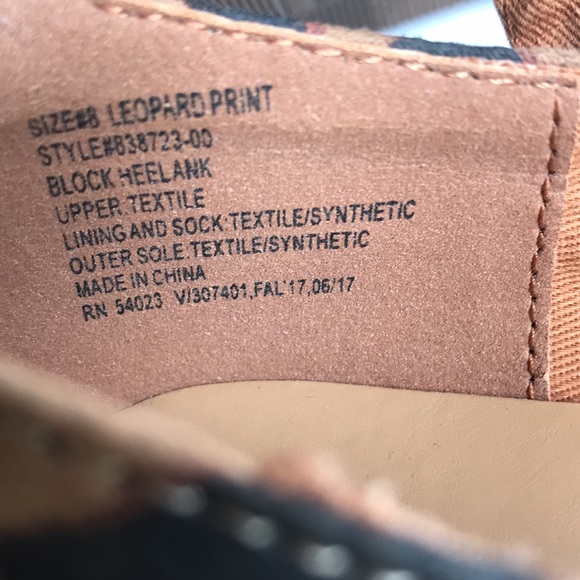 SIZE#8 LEOPARD PRINT
STYLE#838723-00
BLOCK HEELANK
UPPER:TEXTILE
LINING AND SOCK:TEXTILE/SYNTHETIC
OUTER SOLE:TEXTILE/SYNTHETIC
MADE IN CHINA
RN 54023 V/307401,FAL'17,06/17